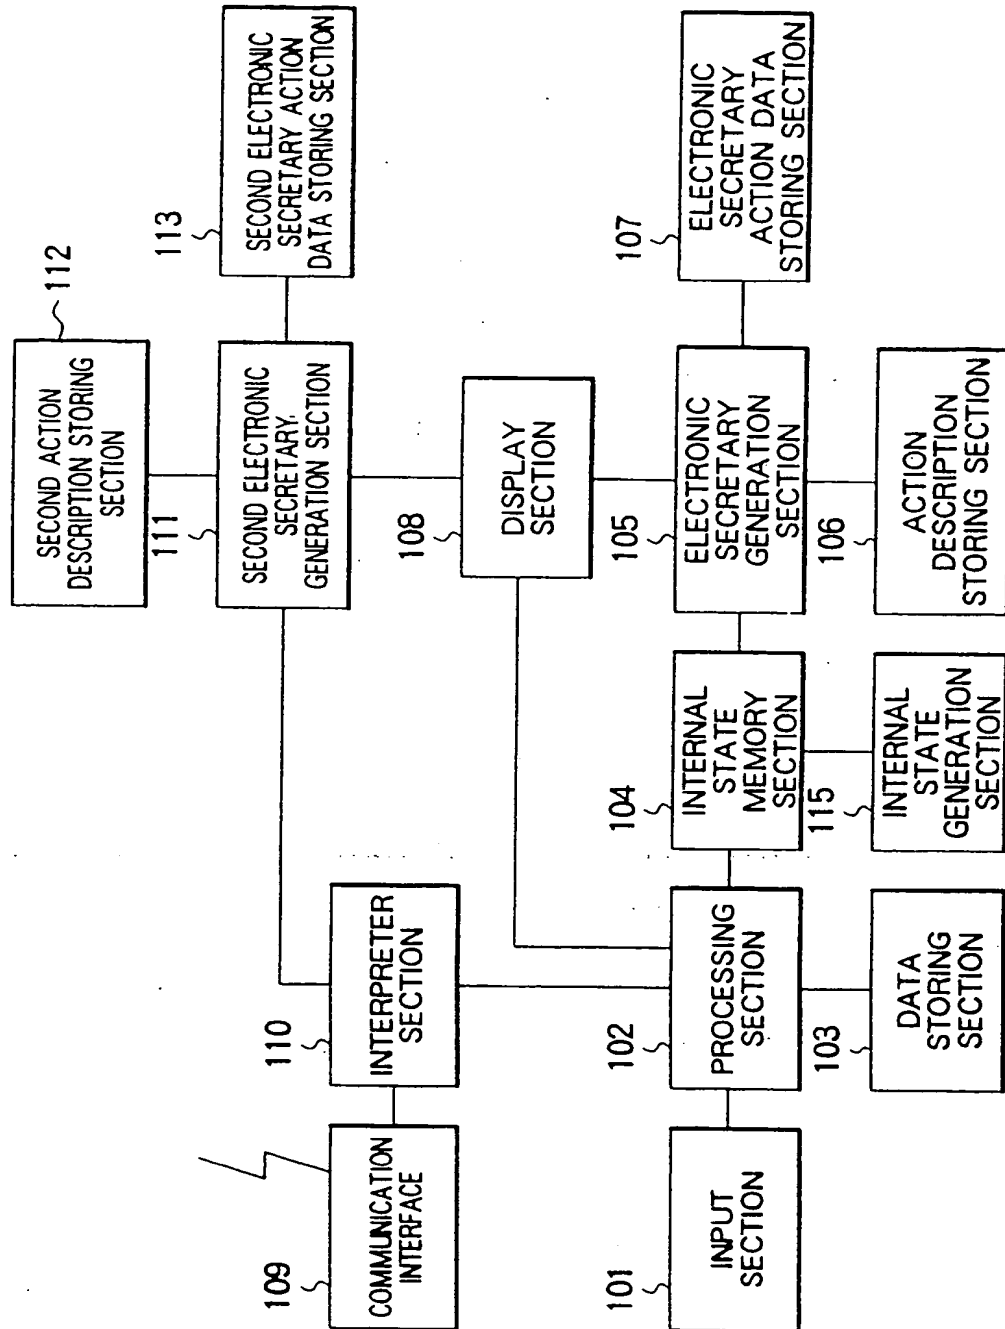 112
SECOND ACTION
DESCRIPTION STORING
SECTION
113
SECOND ELECTRONIC
SECRETARY ACTION
DATA STORING SECTION
111
SECOND ELECTRONIC
SECRETARY
GENERATION SECTION
110
INTERPRETER
SECTION
109
COMMUNICATION
INTERFACE
108
DISPLAY
SECTION
101
INPUT
SECTION
102
PROCESSING
SECTION
104
INTERNAL
STATE
MEMORY
SECTION
105
ELECTRONIC
SECRETARY
GENERATION
SECTION
107
ELECTRONIC
SECRETARY
ACTION DATA
STORING SECTION
103
DATA
STORING
SECTION
115
INTERNAL
STATE
GENERATION
SECTION
106
ACTION
DESCRIPTION
STORING SECTION